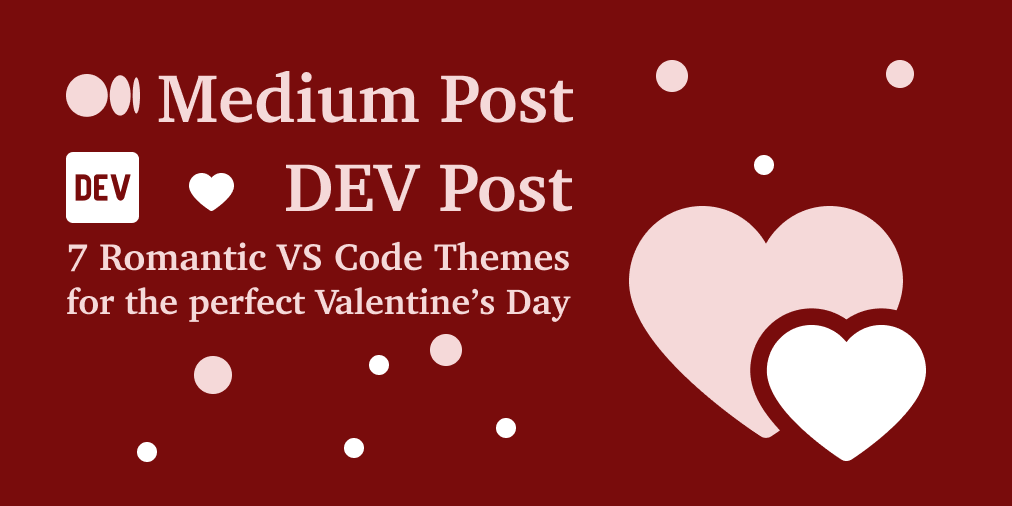 Medium Post
DEV DEV Post
7 Romantic VS Code Themes
for the perfect Valentine’s Day